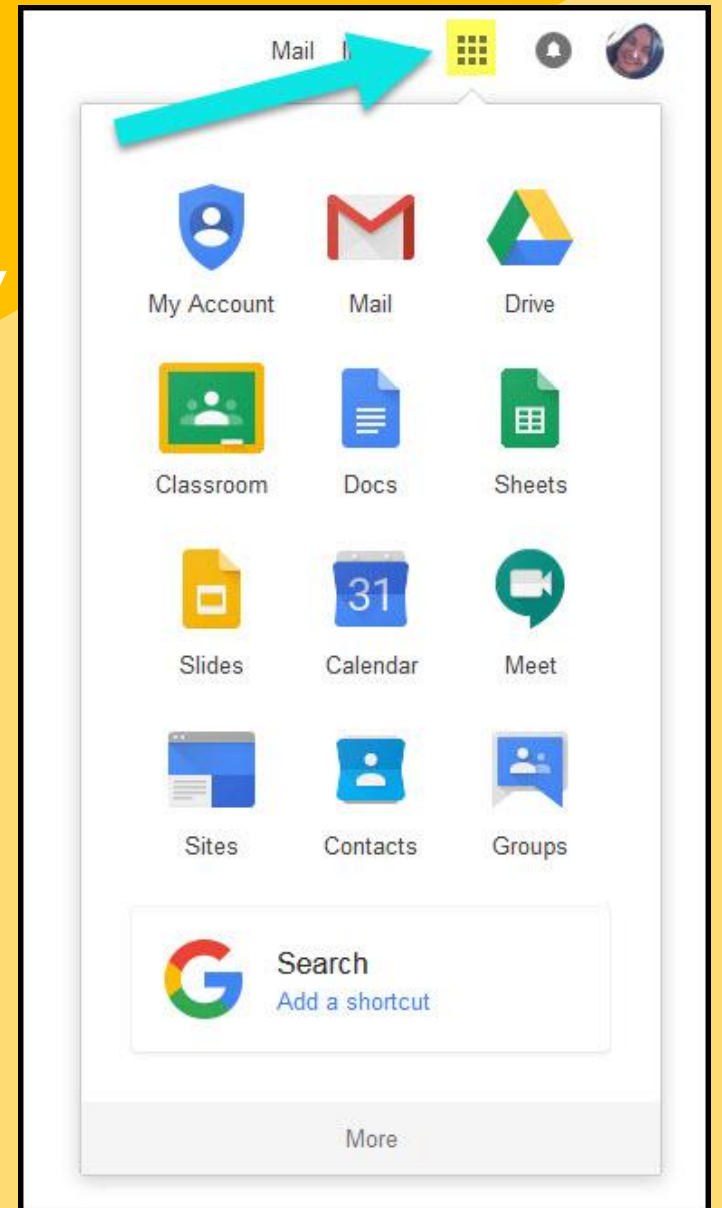 Mail
My Account Mail Drive
Classroom Docs Sheets
31
Slides Calendar Meet
Sites Contacts Groups
Search
Add a shortcut
More